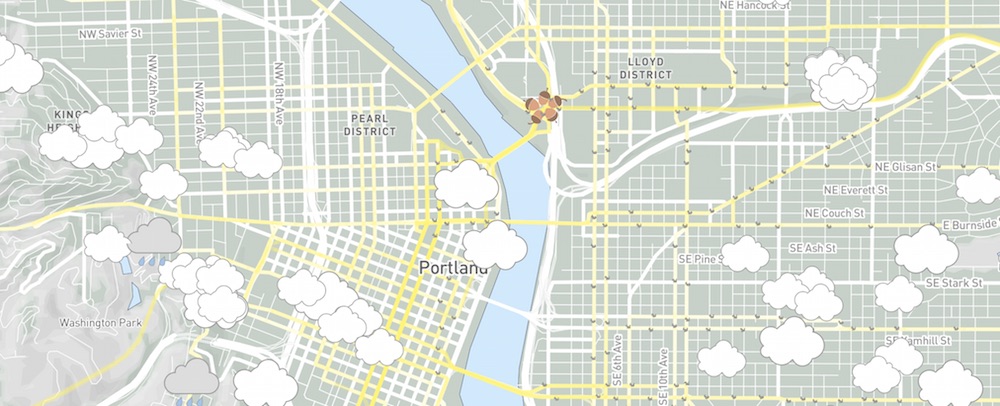 NE Hancock St
NW Savier St
LLOYD
DISTRICT
NW 24th Ave
NW 22nd Ave
NW 18th Ave
PEARL
DISTRICT
NE Glisan St
NE Everett St
NE Couch St
E Burnside
SE Ash St
SE Pine S
Portland
SE Stark St
Washington Park
SE Yamhill St
SE 6th Ave
SE 10th Ave